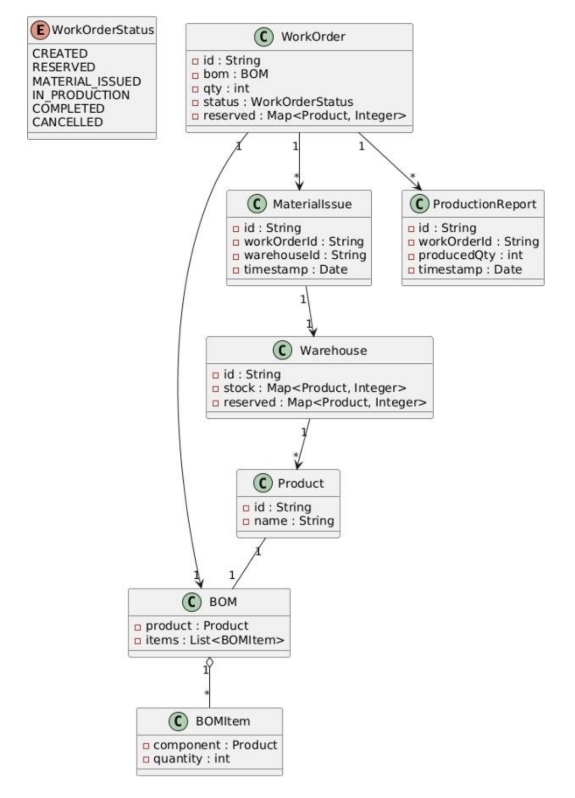 E WorkOrderStatus
CREATED
RESERVED
MATERIAL_ISSUED
IN_PRODUCTION
COMPLETED
CANCELLED
C WorkOrder
id : String
bom : BOM
qty : int
status : WorkOrderStatus
reserved : Map<Product, Integer>
1
1
1
1
*
*
C MaterialIssue
id : String
workOrderId : String
warehouseId : String
timestamp : Date
C ProductionReport
id : String
workOrderId : String
producedQty : int
timestamp : Date
1
1
C Warehouse
id : String
stock : Map<Product, Integer>
reserved : Map<Product, Integer>
1
*
C Product
id : String
name : String
1
1
C BOM
product : Product
items : List<BOMItem>
1
*
C BOMItem
component : Product
quantity : int